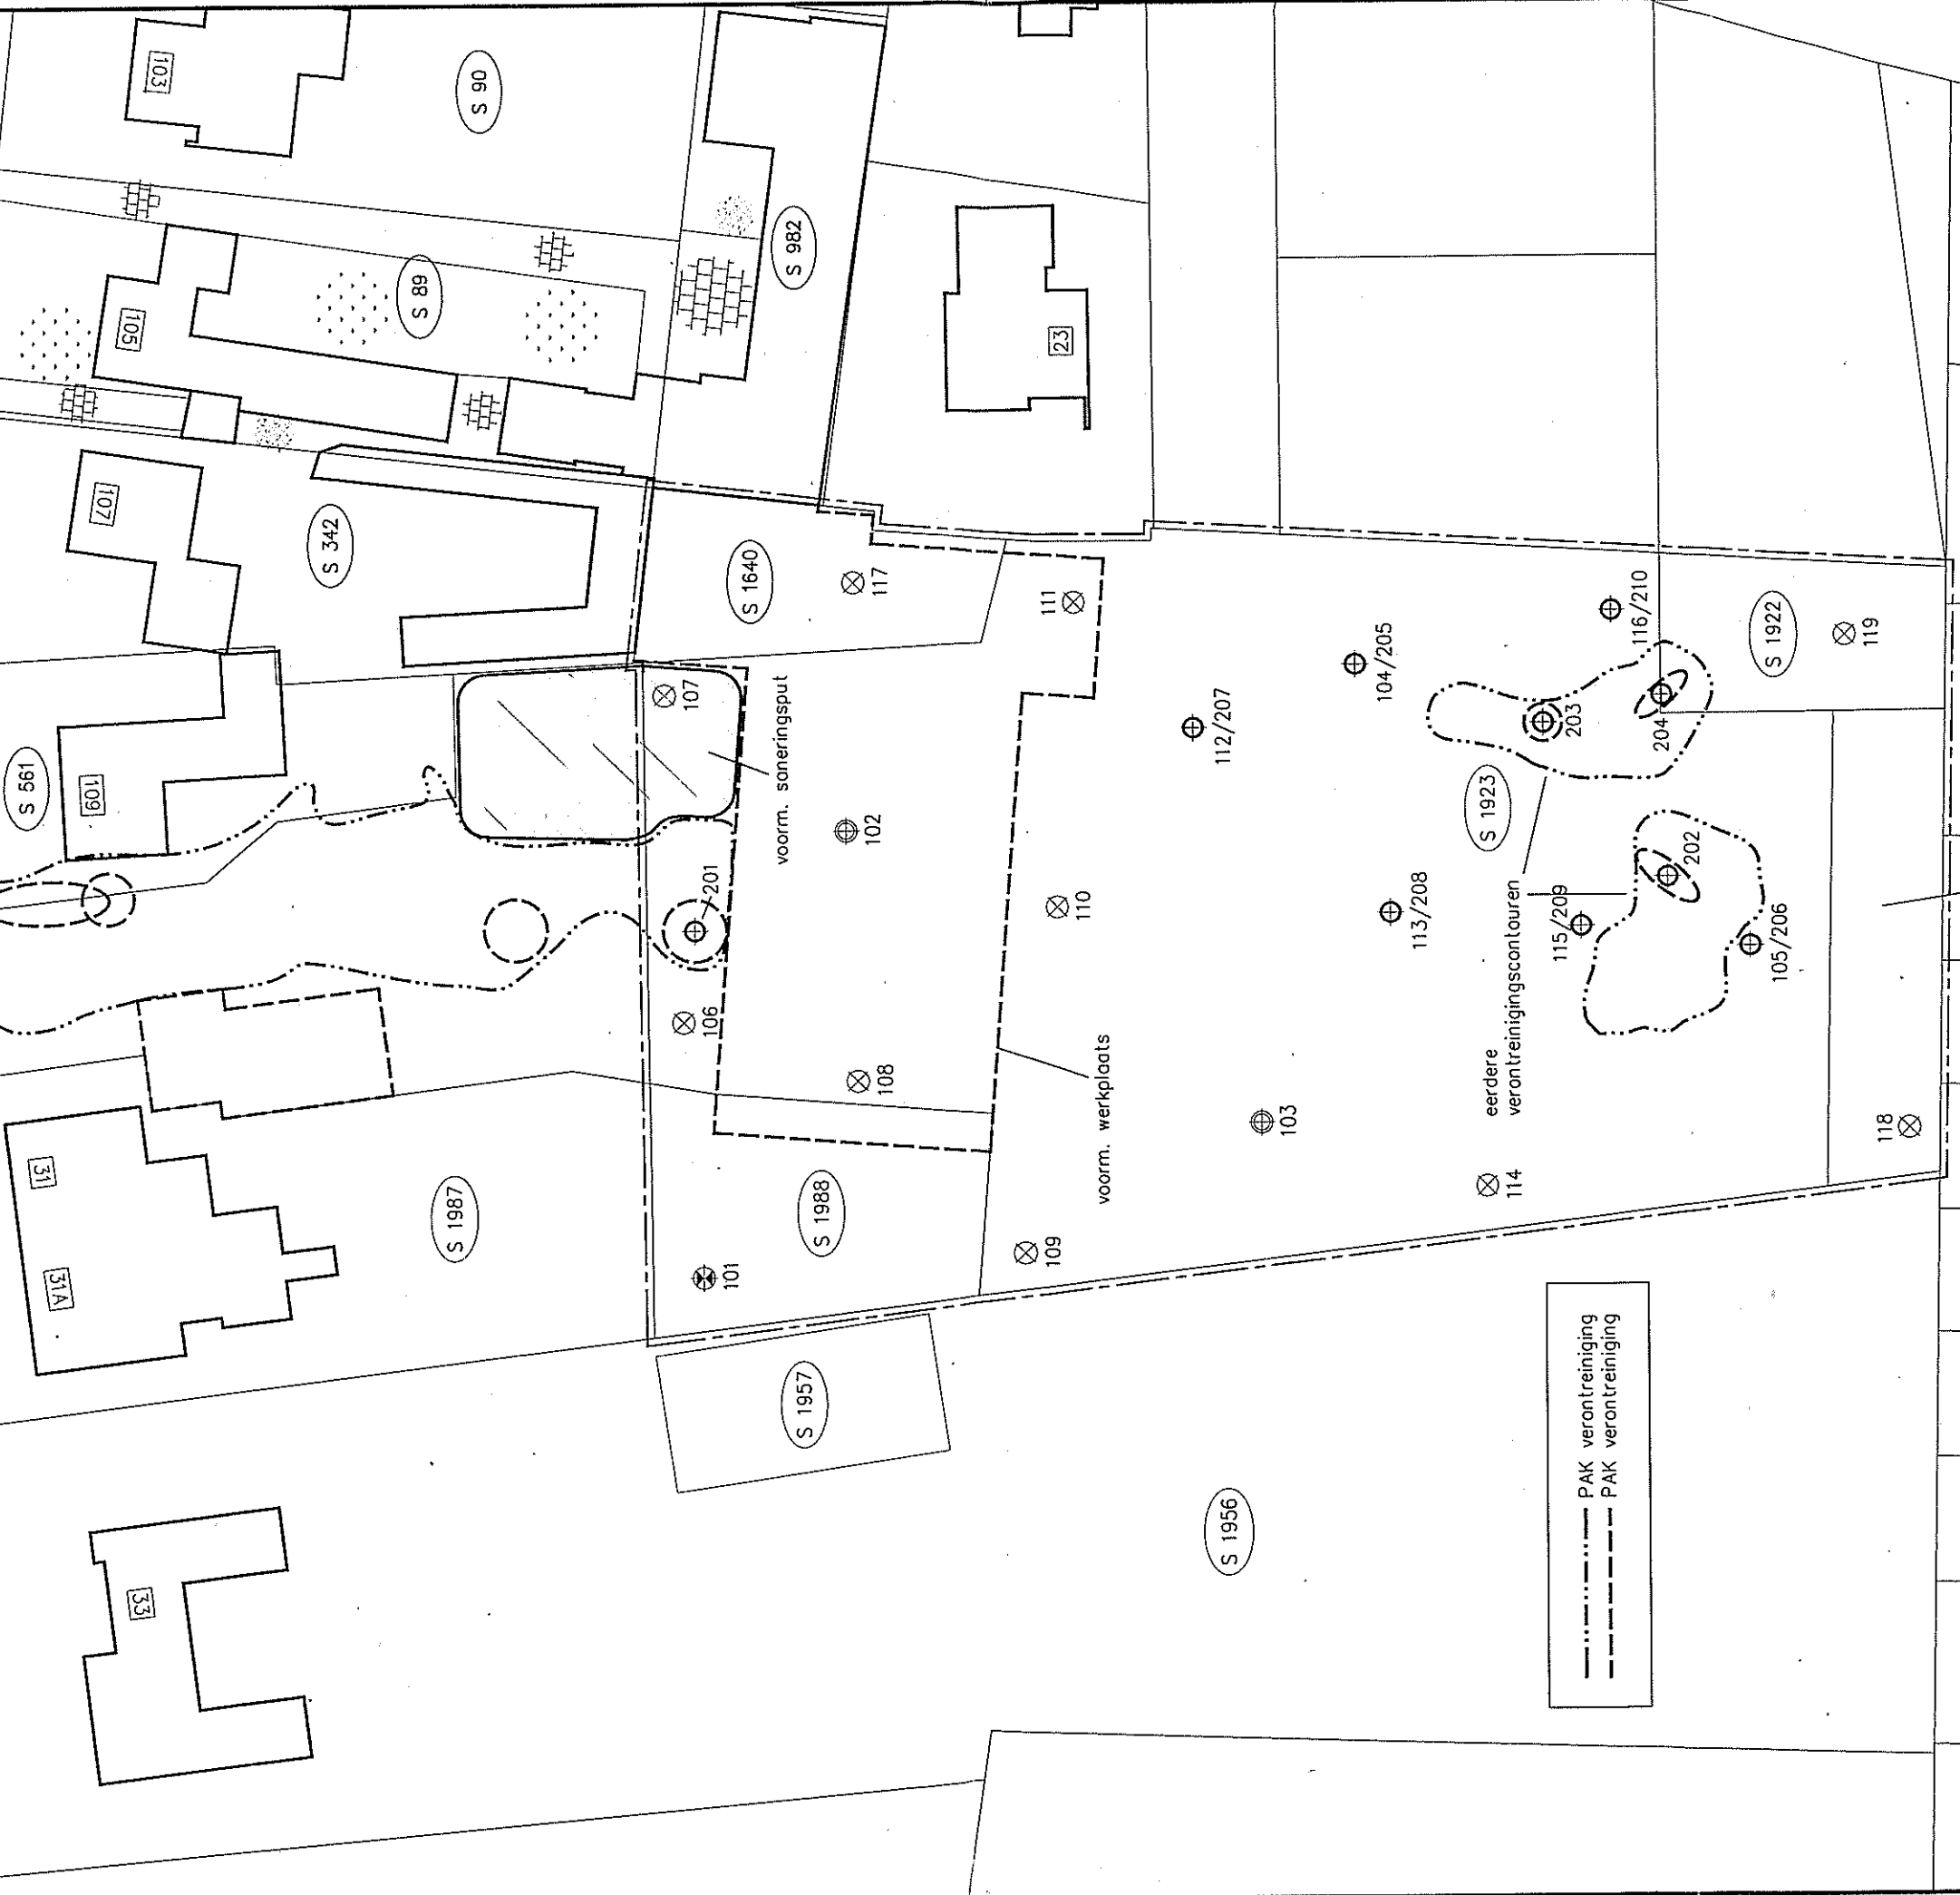 103
S 90
105
S 89
S 982
23
107
S 342
S 1640
117
111
116/210
S 1922
119
104/205
112/207
203
204
107
voorm. saneringsput
S 591
109
102
S 1923
201
110
113/208
202
115/209
105/206
eerdere
verontreinigingscontouren
106
108
voorm. werkplaats
103
114
118
31
31A
S 1987
S 1988
101
109
S 1957
33
S 1956
PAK verontreiniging
PAK verontreiniging